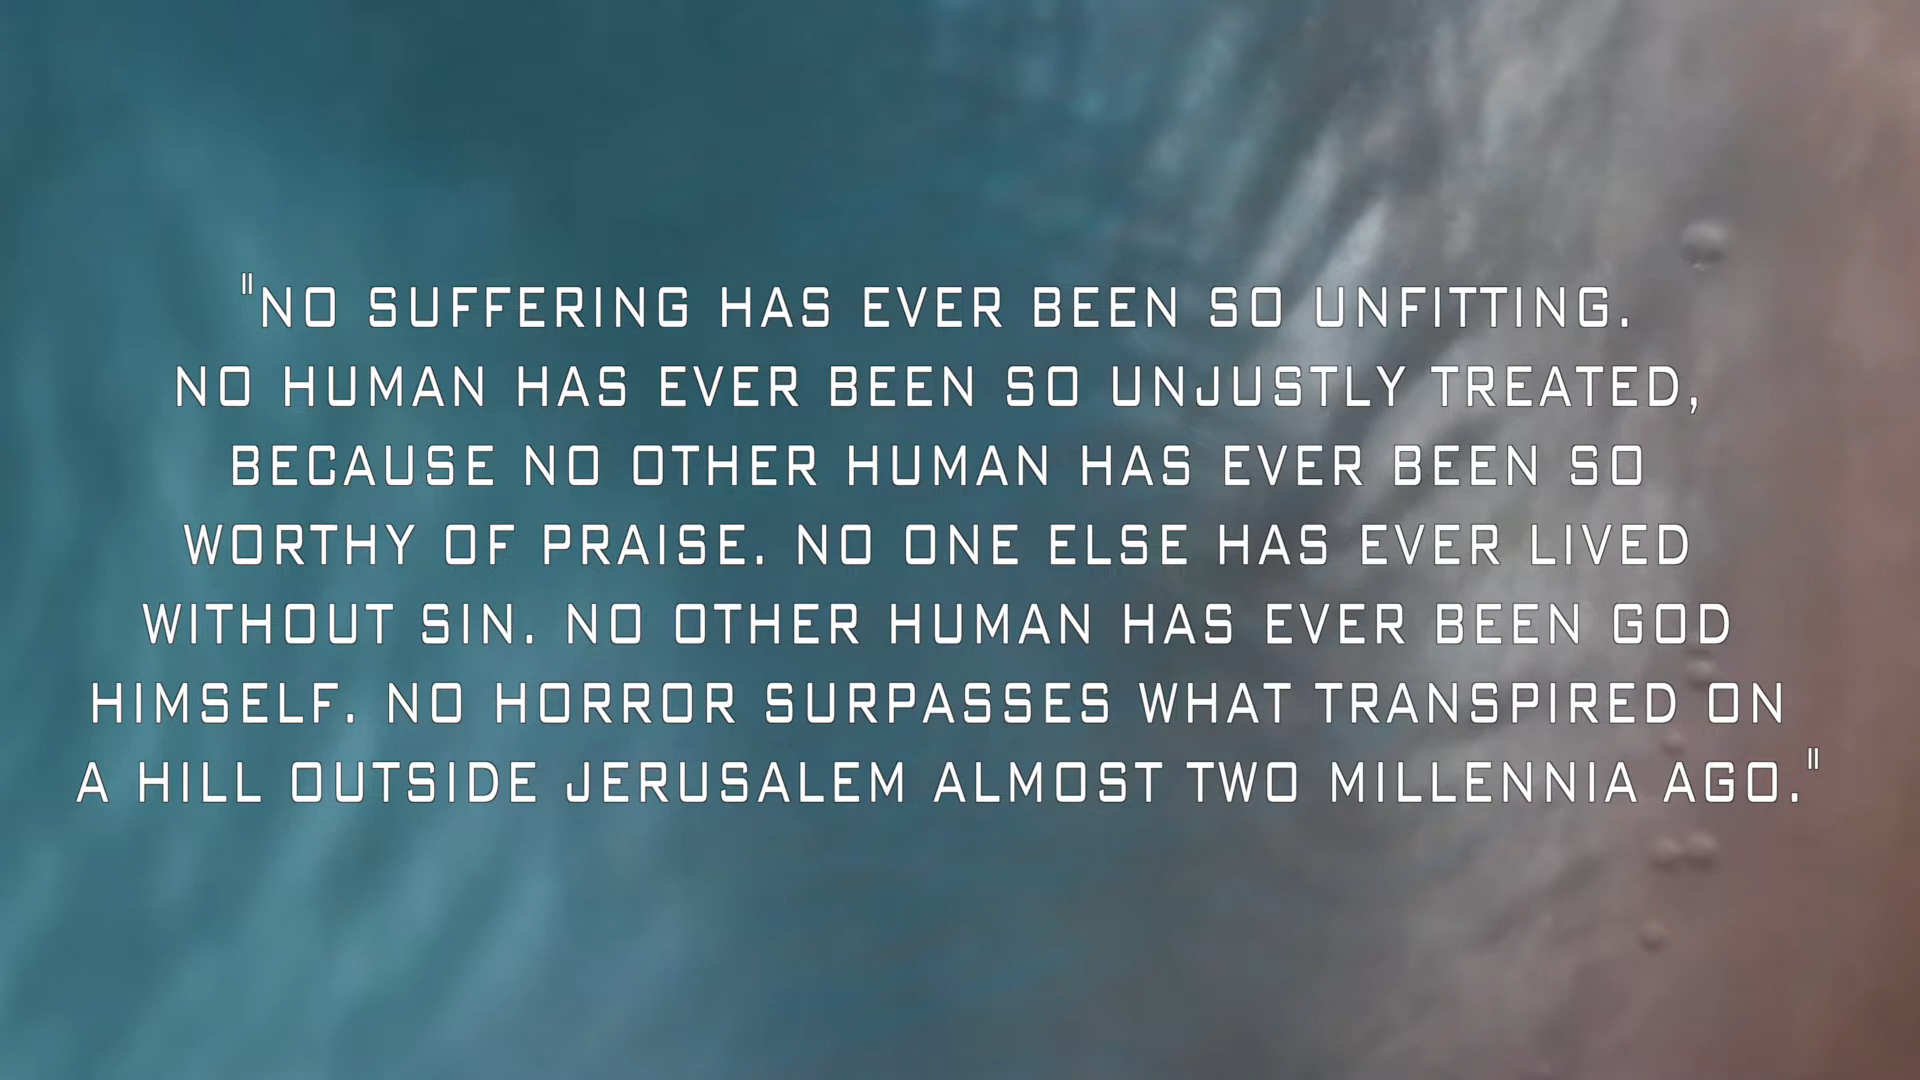 "NO SUFFERING HAS EVER BEEN SO UNFITTING.
NO HUMAN HAS EVER BEEN SO UNJUSTLY TREATED,
BECAUSE NO OTHER HUMAN HAS EVER BEEN SO
WORTHY OF PRAISE. NO ONE ELSE HAS EVER LIVED
WITHOUT SIN. NO OTHER HUMAN HAS EVER BEEN GOD
HIMSELF. NO HORROR SURPASSES WHAT TRANSPIRED ON
A HILL OUTSIDE JERUSALEM ALMOST TWO MILLENNIA AGO."